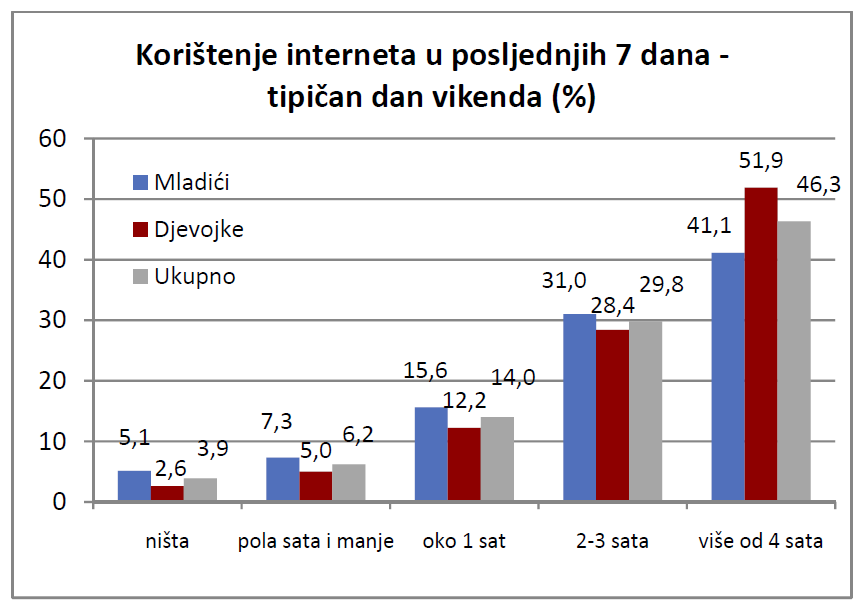 Korištenje interneta u posljednjih 7 dana -
tipičan dan vikenda (%)
60
50
40
30
20
10
0
Mladići
Djevojke
Ukupno
5,1
2,6
3,9
7,3
5,0
6,2
15,6
12,2
14,0
31,0
28,4
29,8
41,1
51,9
46,3
ništa
pola sata i manje
oko 1 sat
2-3 sata
više od 4 sata